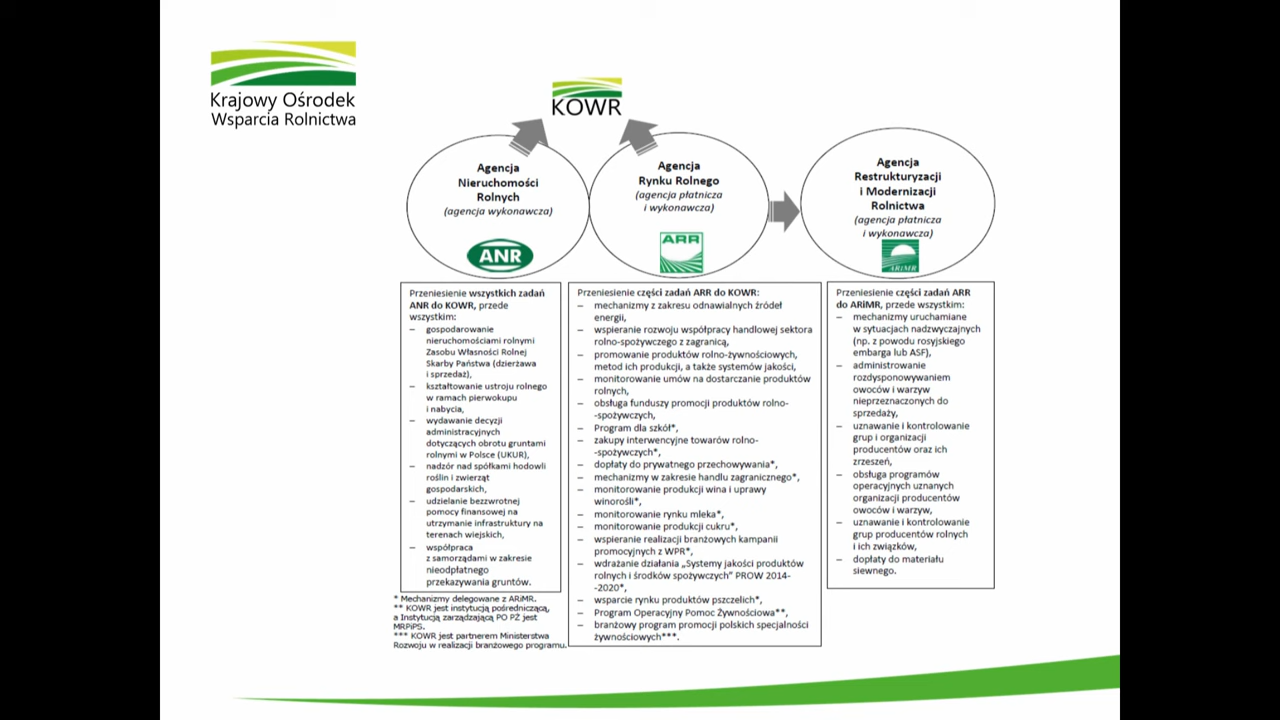 Krajowy Ośrodek
Wsparcia Rolnictwa
KOWR
Agencja
Nieruchomości
Rolnych
(agencja wykonawcza)
ANR
Agencja
Rynku Rolnego
(agencja płatnicza
i wykonawcza)
ARR
Agencja
Restrukturyzacji
i Modernizacji
Rolnictwa
(agencja płatnicza
i wykonawcza)
ARiMR
Przeniesienie wszystkich zadań
ANR do KOWR, przede
wszystkim:
– gospodarowanie
nieruchomościami rolnymi
Zasobu Własności Rolnej
Skarby Państwa (dzierżawa
i sprzedaż),
– kształtowanie ustroju rolnego
w ramach pierwokupu
i nabycia,
– wydawanie decyzji
administracyjnych
dotyczących obrotu gruntami
rolnymi w Polsce (UKUR),
– nadzór nad spółkami hodowli
roślin i zwierząt
gospodarskich,
– udzielanie bezzwrotnej
pomocy finansowej na
utrzymanie infrastruktury na
terenach wiejskich,
– współpraca
z samorządami w zakresie
nieodpłatnego
przekazywania gruntów.
* Mechanizmy delegowane z ARiMR.
** KOWR jest instytucją pośredniczącą,
a Instytucją zarządzającą PO PŻ jest
MRPiPS.
*** KOWR jest partnerem Ministerstwa
Rozwoju w realizacji branżowego programu.
Przeniesienie części zadań ARR do KOWR:
– mechanizmy z zakresu odnawialnych źródeł
energii,
– wspieranie rozwoju współpracy handlowej sektora
rolno-spożywczego z zagranicą,
– promowanie produktów rolno-żywnościowych,
metod ich produkcji, a także systemów jakości,
– monitorowanie umów na dostarczanie produktów
rolnych,
– obsługa funduszy promocji produktów rolno-
-spożywczych,
– Program dla szkół*,
– zakupy interwencyjne towarów rolno-
-spożywczych*,
– dopłaty do prywatnego przechowywania*,
– mechanizmy w zakresie handlu zagranicznego*,
– monitorowanie produkcji wina i uprawy
winorośli*,
– monitorowanie rynku mleka*,
– monitorowanie produkcji cukru*,
– wspieranie realizacji branżowych kampanii
promocyjnych z WPR*,
– wdrażanie działania „Systemy jakości produktów
rolnych i środków spożywczych” PROW 2014-
-2020*,
– wsparcie rynku produktów pszczelich*,
– Program Operacyjny Pomoc Żywnościowa**,
– branżowy program promocji polskich specjalności
żywnościowych***.
Przeniesienie części zadań ARR
do ARiMR, przede wszystkim:
– mechanizmy uruchamiane
w sytuacjach nadzwyczajnych
(np. z powodu rosyjskiego
embarga lub ASF),
– administrowanie
rozdysponowywaniem
owoców i warzyw
nieprzeznaczonych do
sprzedaży,
– uznawanie i kontrolowanie
grup i organizacji
producentów oraz ich
zrzeszeń,
– obsługa programów
operacyjnych uznanych
organizacji producentów
owoców i warzyw,
– uznawanie i kontrolowanie
grup producentów rolnych
i ich związków,
– dopłaty do materiału
siewnego.